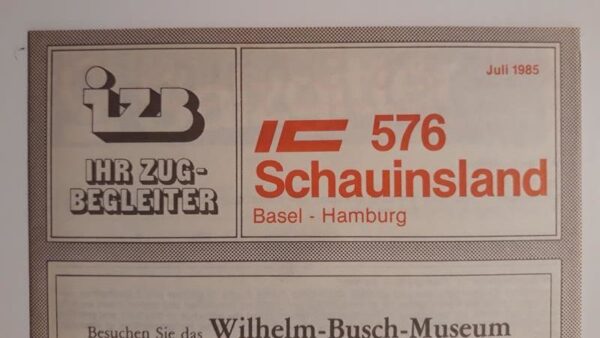 izb
IHR ZUG-
BEGLEITER
Juli 1985
IC 576
Schauinsland
Basel - Hamburg
Besuchen Sie das Wilhelm-Busch-Museum